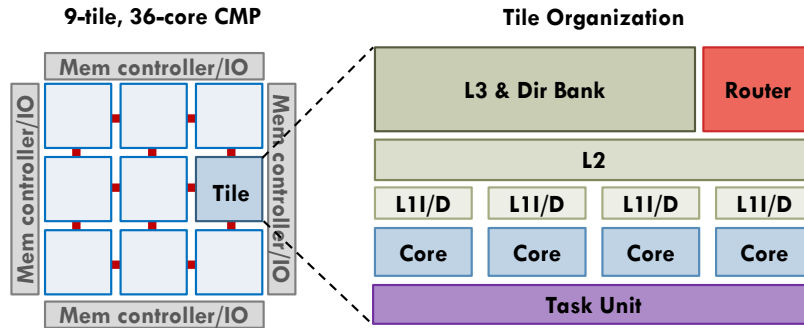 9-tile, 36-core CMP
Mem controller/IO
Mem controller/IO
Tile
Mem controller/IO
Mem controller/IO
Tile Organization
L3 & Dir Bank
Router
L2
L1I/D
L1I/D
L1I/D
L1I/D
Core
Core
Core
Core
Task Unit